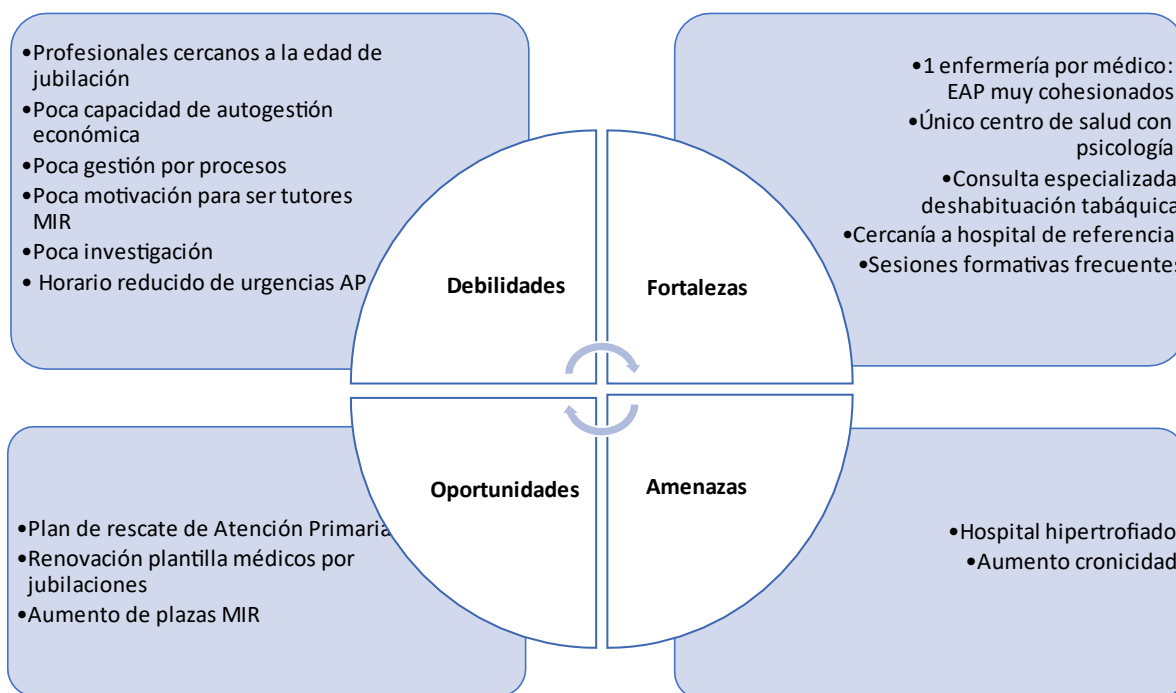 •Profesionales cercanos a la edad de
jubilación
•Poca capacidad de autogestión
económica
•Poca gestión por procesos
•Poca motivación para ser tutores
MIR
•Poca investigación
• Horario reducido de urgencias AP
•1 enfermería por médico:
EAP muy cohesionados
•Único centro de salud con
psicología
•Consulta especializada
deshabituación tabáquica
•Cercanía a hospital de referencia
•Sesiones formativas frecuentes
Debilidades
Fortalezas
Oportunidades
Amenazas
•Plan de rescate de Atención Primaria
•Renovación plantilla médicos por
jubilaciones
•Aumento de plazas MIR
•Hospital hipertrofiado
•Aumento cronicidad